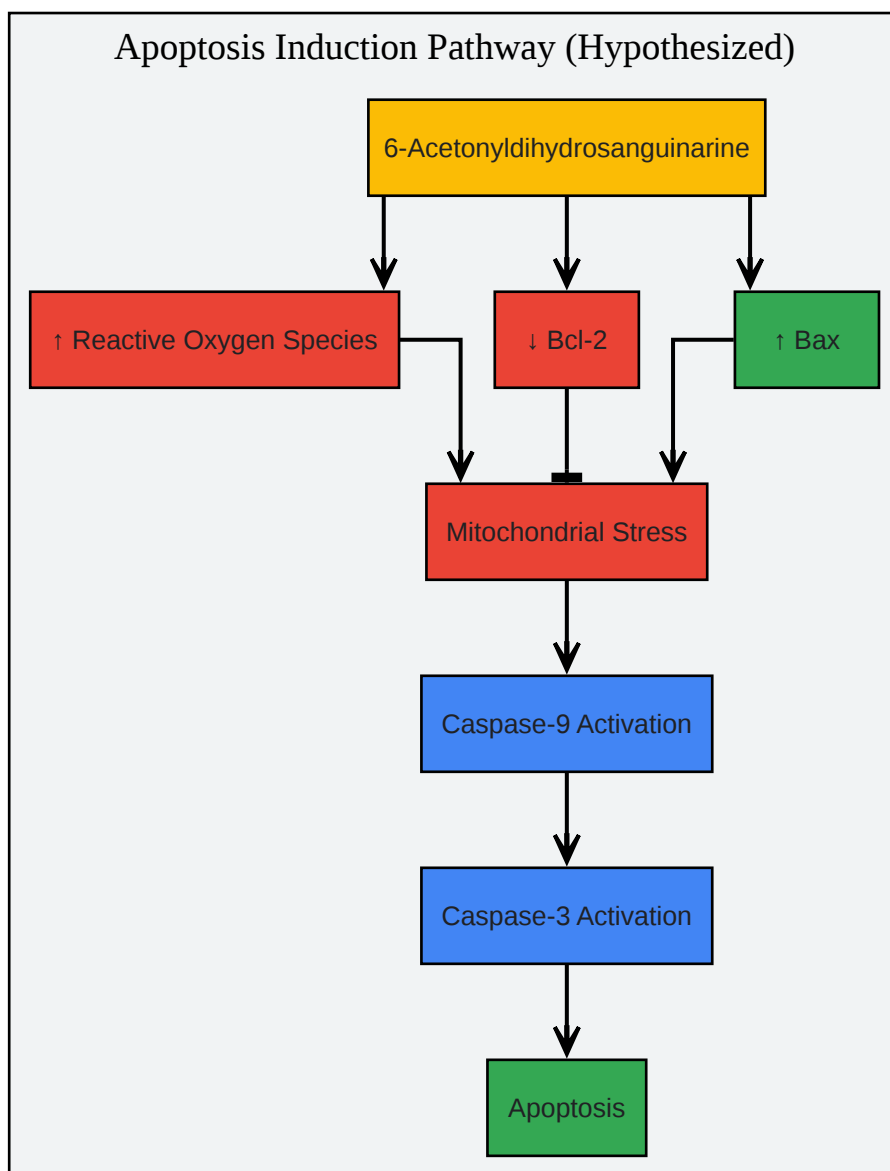 Apoptosis Induction Pathway (Hypothesized)
6-Acetonyldihydrosanguinarine
↑ Reactive Oxygen Species
↓ Bcl-2
↑ Bax
Mitochondrial Stress
Caspase-9 Activation
Caspase-3 Activation
Apoptosis